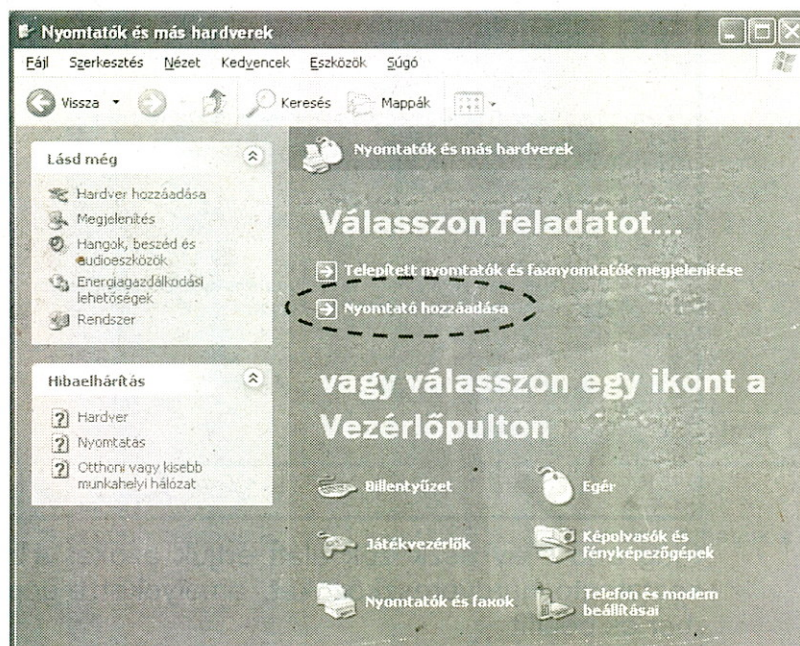 Nyomtatók és más hardverek
Fájl Szerkesztés Nézet Kedvencek Eszközök Súgó
Vissza Keresés Mappák
Lásd még
Hardver hozzáadása
Megjelenítés
Hangok, beszéd és
audioeszközök
Energiagazdálkodási
lehetőségek
Rendszer
Hibaelhárítás
Hardver
Nyomtatás
Otthoni vagy kisebb
munkahelyi hálózat
Nyomtatók és más hardverek
Válasszon feladatot...
Telepített nyomtatók és faxnyomtatók megjelenítése
Nyomtató hozzáadása
vagy válasszon egy ikont a
Vezérlőpulton
Billentyűzet
Egér
Játékvezérlők
Képolvasók és
fényképezőgépek
Nyomtatók és faxok
Telefon és modem
beállításai